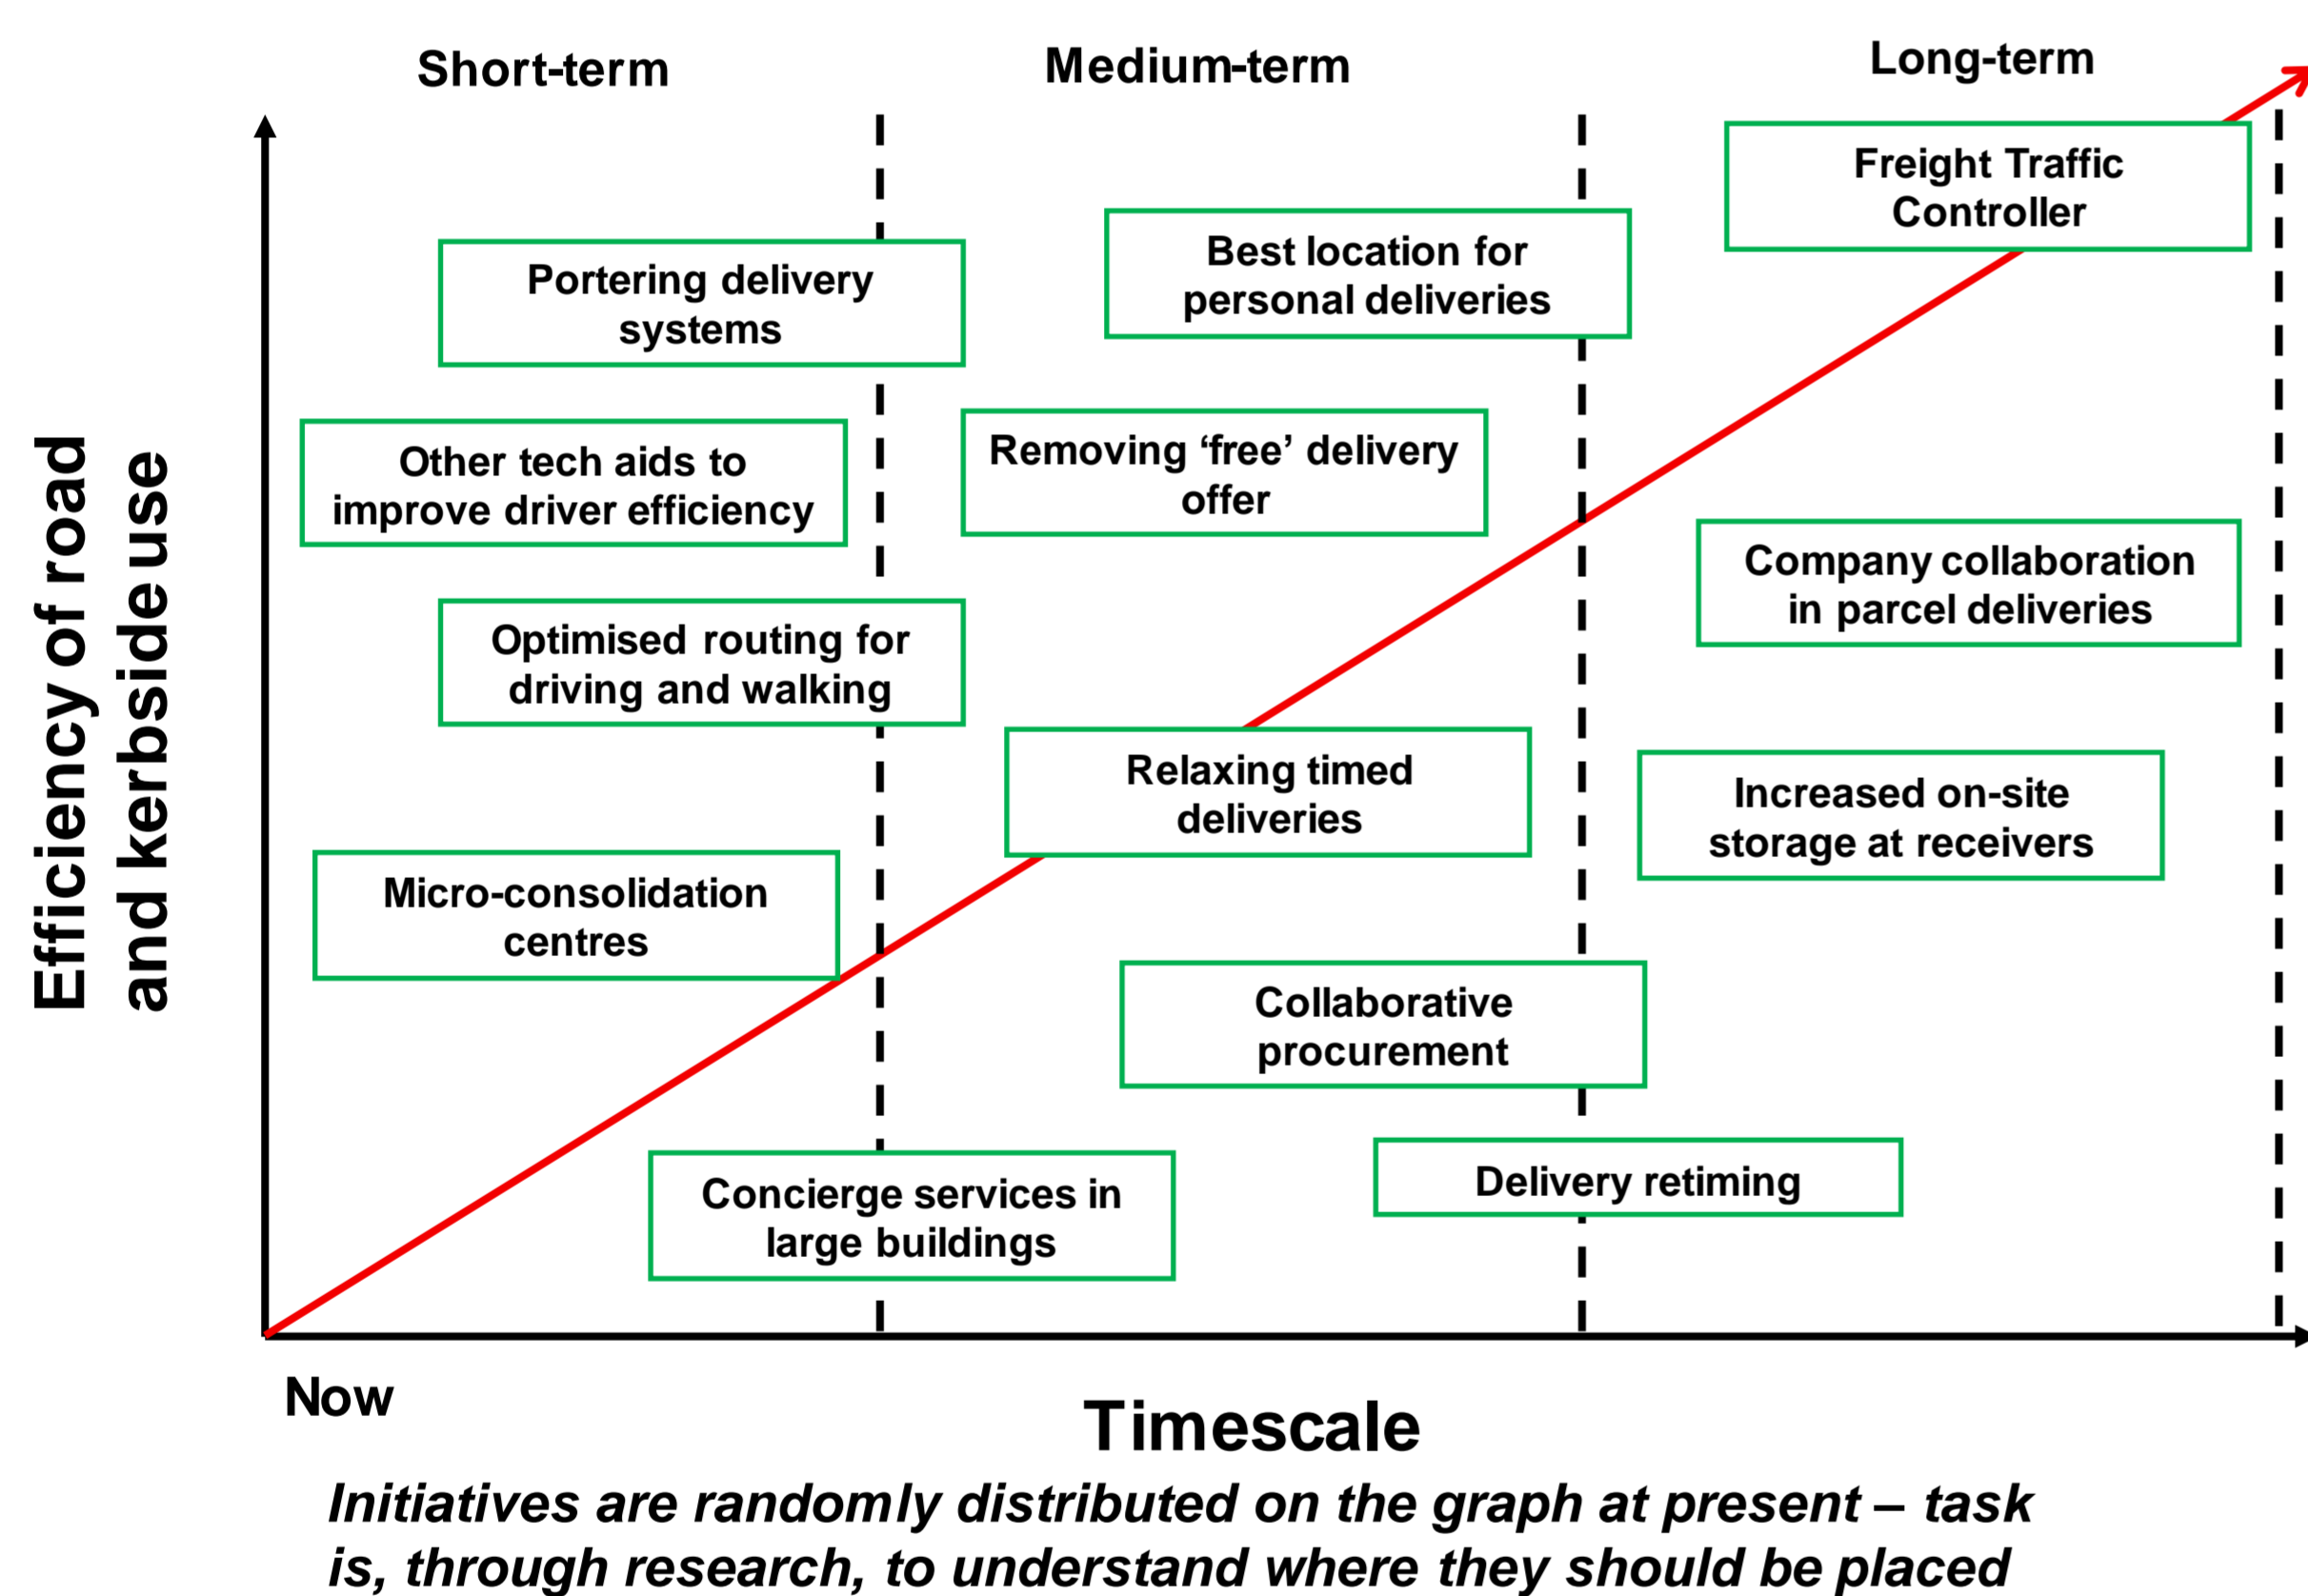 Short-term
Medium-term
Long-term
Efficiency of road
and kerbside use
Freight Traffic
Controller
Best location for
personal deliveries
Portering delivery
systems
Other tech aids to
improve driver efficiency
Removing ‘free’ delivery
offer
Company collaboration
in parcel deliveries
Optimised routing for
driving and walking
Relaxing timed
deliveries
Increased on-site
storage at receivers
Micro-consolidation
centres
Collaborative
procurement
Concierge services in
large buildings
Delivery retiming
Now
Timescale
Initiatives are randomly distributed on the graph at present – task
is, through research, to understand where they should be placed